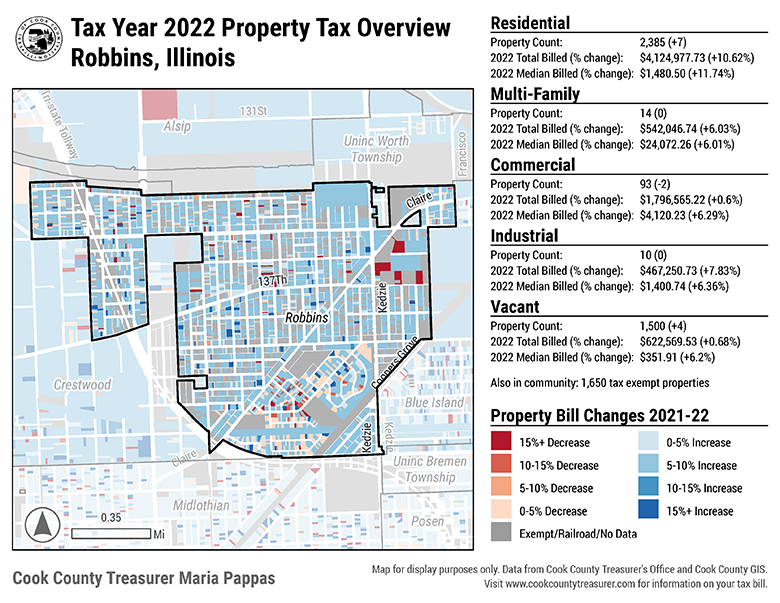 Tax Year 2022 Property Tax Overview
Robbins, Illinois
Residential
Property Count: 2,385 (+7)
2022 Total Billed (% change): $4,124,977.73 (+10.62%)
2022 Median Billed (% change): $1,480.50 (+11.74%)
Multi-Family
Property Count: 14 (0)
2022 Total Billed (% change): $542,046.74 (+6.03%)
2022 Median Billed (% change): $24,072.26 (+6.01%)
Commercial
Property Count: 93 (-2)
2022 Total Billed (% change): $1,796,565.22 (+0.6%)
2022 Median Billed (% change): $4,120.23 (+6.29%)
Industrial
Property Count: 10 (0)
2022 Total Billed (% change): $467,250.73 (+7.83%)
2022 Median Billed (% change): $1,400.74 (+6.36%)
Vacant
Property Count: 1,500 (+4)
2022 Total Billed (% change): $622,569.53 (+0.68%)
2022 Median Billed (% change): $351.91 (+6.2%)
Also in community: 1,650 tax exempt properties
Property Bill Changes 2021-22
15%+ Decrease
0-5% Increase
10-15% Decrease
5-10% Increase
5-10% Decrease
10-15% Increase
0-5% Decrease
15%+ Increase
Exempt/Railroad/No Data
Tri-state Tollway
131St
Alsip
Uninc Worth
Township
Francisco
Claire
137Th
Kedzie
Robbins
Crestwood
Coopers Grove
Blue Island
Kedzie
Kedzie
Claire
Uninc Bremen
Township
Midlothian
Posen
0.35
Mi
Cook County Treasurer Maria Pappas
Map for display purposes only. Data from Cook County Treasurer's Office and Cook County GIS.
Visit www.cookcountytreasurer.com for information on your tax bill.